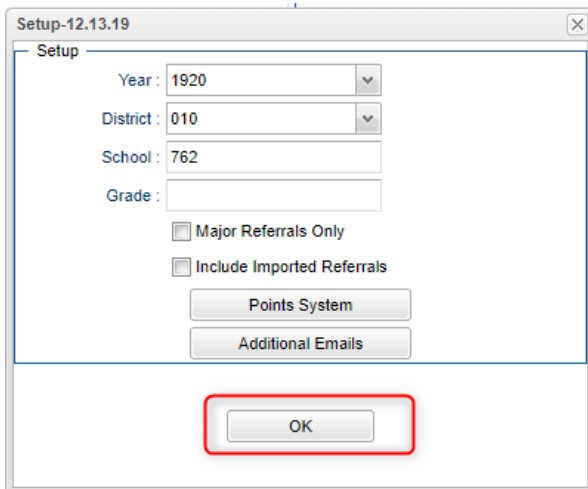 Setup-12.13.19
Setup
Year : 1920
District : 010
School : 762
Grade :
Major Referrals Only
Include Imported Referrals
Points System
Additional Emails
OK